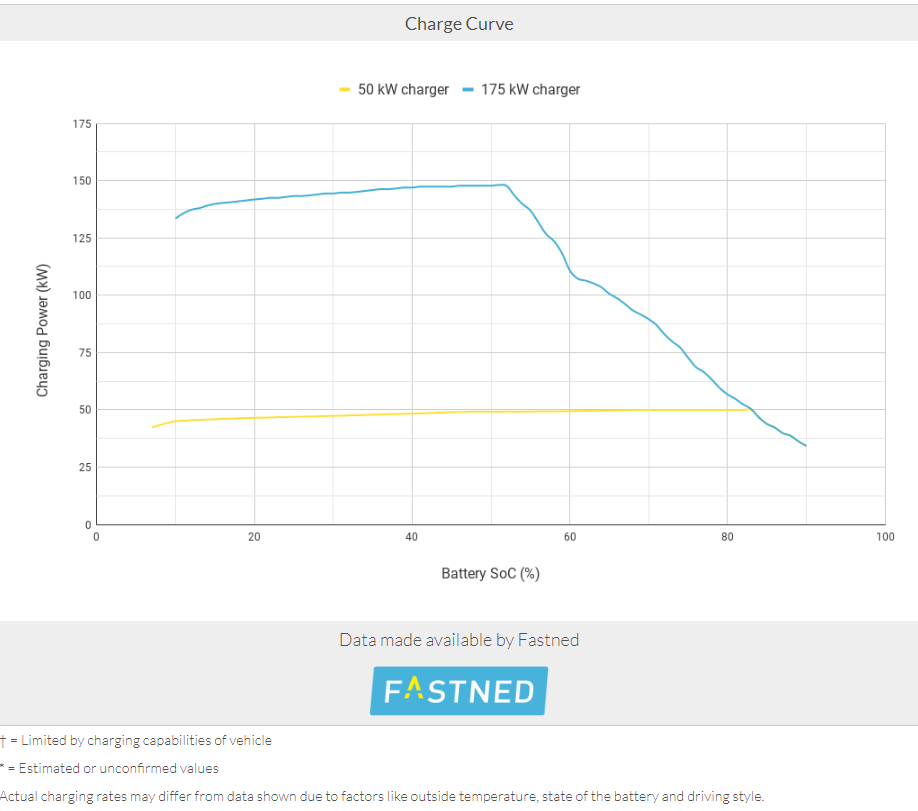 Charge Curve
50 kW charger 175 kW charger
175
150
125
100
75
50
25
0
Charging Power (kW)
0 20 40 60 80 100
Battery SoC (%)
Data made available by Fastned
FASTNED
† = Limited by charging capabilities of vehicle
* = Estimated or unconfirmed values
Actual charging rates may differ from data shown due to factors like outside temperature, state of the battery and driving style.